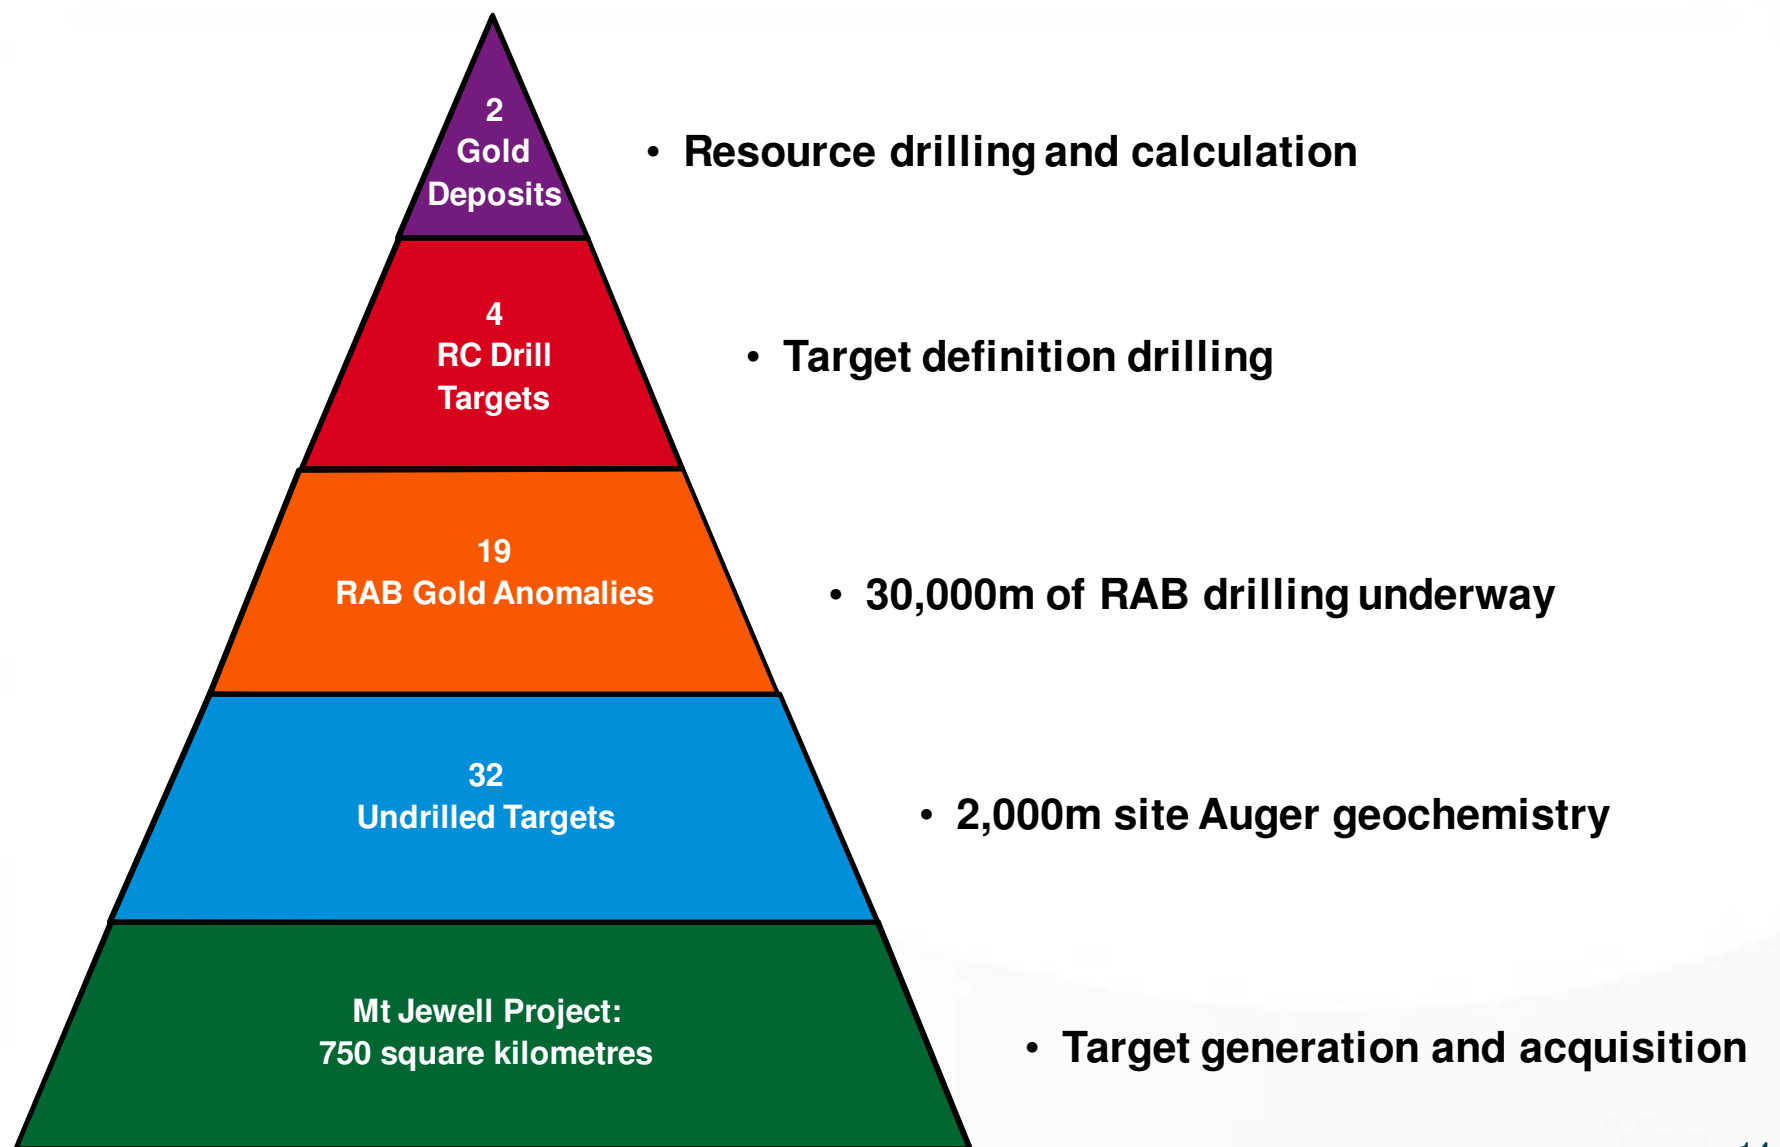 2
Gold
Deposits
• Resource drilling and calculation
4
RC Drill
Targets
• Target definition drilling
19
RAB Gold Anomalies
• 30,000m of RAB drilling underway
32
Undrilled Targets
• 2,000m site Auger geochemistry
Mt Jewell Project:
750 square kilometres
• Target generation and acquisition